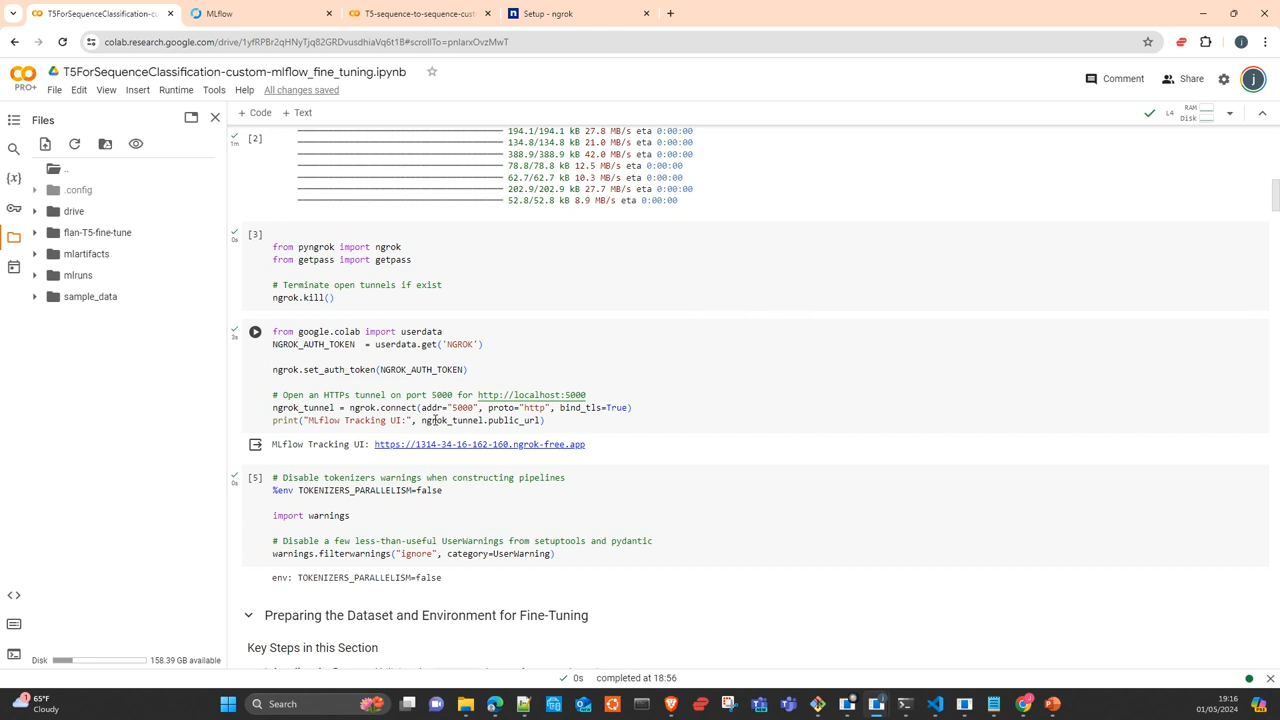 T5ForSequenceClassification-cu
MLflow
T5-sequence-to-sequence-cust
Setup - ngrok
colab.research.google.com/drive/1yfRPBr2qHNyTjq82GRDvusdhiaVq6t1B#scrollTo=pnlarxOvzMwT
T5ForSequenceClassification-custom-mlflow_fine_tuning.ipynb
PRO+
File Edit View Insert Runtime Tools Help All changes saved
Comment
Share
Files
+ Code + Text
L4
RAM
Disk
..
.config
drive
flan-T5-fine-tune
mlartifacts
mlruns
sample_data
[2]
1m
194.1/194.1 kB 27.8 MB/s eta 0:00:00
134.8/134.8 kB 21.0 MB/s eta 0:00:00
388.9/388.9 kB 42.0 MB/s eta 0:00:00
78.8/78.8 kB 12.5 MB/s eta 0:00:00
62.7/62.7 kB 10.3 MB/s eta 0:00:00
202.9/202.9 kB 27.7 MB/s eta 0:00:00
52.8/52.8 kB 8.9 MB/s eta 0:00:00
[3]
0s
from pyngrok import ngrok
from getpass import getpass
# Terminate open tunnels if exist
ngrok.kill()
3s
from google.colab import userdata
NGROK_AUTH_TOKEN = userdata.get('NGROK')
ngrok.set_auth_token(NGROK_AUTH_TOKEN)
# Open an HTTPs tunnel on port 5000 for http://localhost:5000
ngrok_tunnel = ngrok.connect(addr="5000", proto="http", bind_tls=True)
print("MLflow Tracking UI:", ngrok_tunnel.public_url)
MLflow Tracking UI: https://1314-34-16-162-160.ngrok-free.app
[5]
0s
# Disable tokenizers warnings when constructing pipelines
%env TOKENIZERS_PARALLELISM=false
import warnings
# Disable a few less-than-useful UserWarnings from setuptools and pydantic
warnings.filterwarnings("ignore", category=UserWarning)
env: TOKENIZERS_PARALLELISM=false
Preparing the Dataset and Environment for Fine-Tuning
Key Steps in this Section
Disk
158.39 GB available
0s completed at 18:56
65°F
Cloudy
Search
19:16
01/05/2024